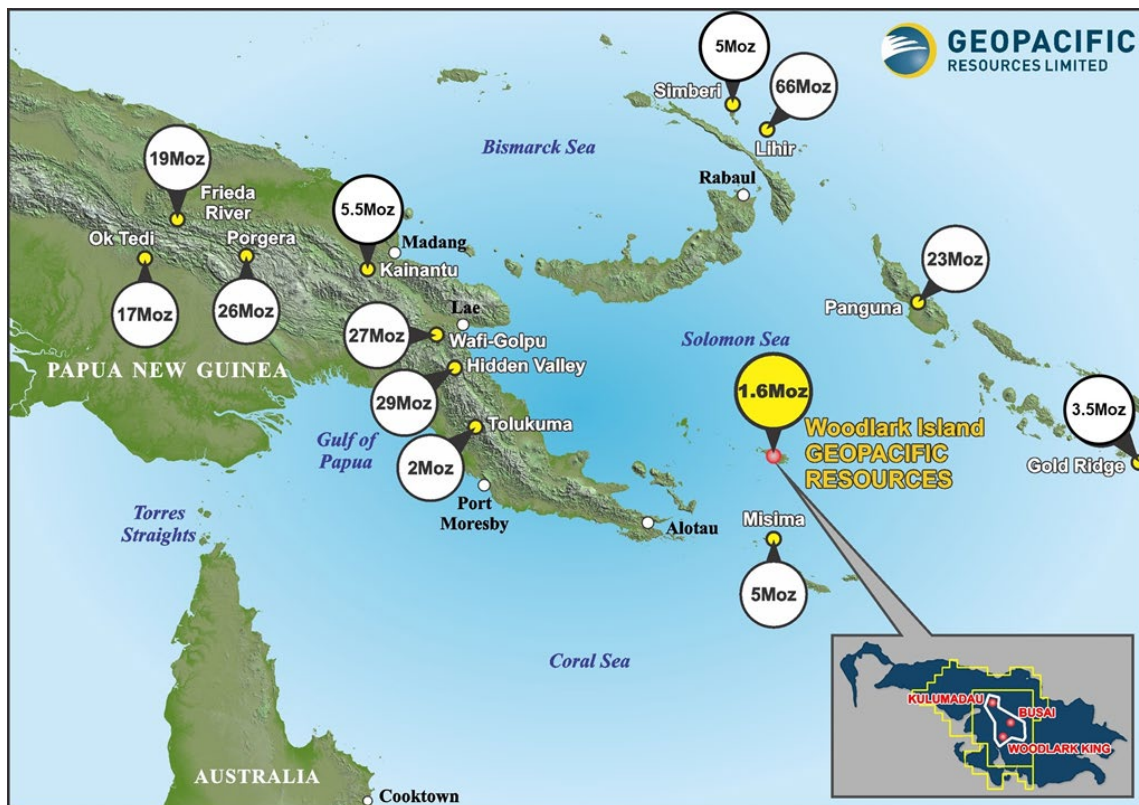 GEOPACIFIC
RESOURCES LIMITED
5Moz
Simberi
66Moz
Lihir
Bismarck Sea
Rabaul
19Moz
Frieda
River
5.5Moz
Ok Tedi
Porgera
Madang
Kainantu
17Moz
26Moz
23Moz
Panguna
Lae
27Moz
Wafi-Golpu
Solomon Sea
PAPUA NEW GUINEA
Hidden Valley
29Moz
1.6Moz
Woodlark Island
GEOPACIFIC
RESOURCES
3.5Moz
Gold Ridge
Gulf of
Papua
Tolukuma
2Moz
Port
Moresby
Torres
Straights
Alotau
Misima
5Moz
Coral Sea
KULUMADAU
BUSAI
WOODLARK KING
AUSTRALIA
Cooktown